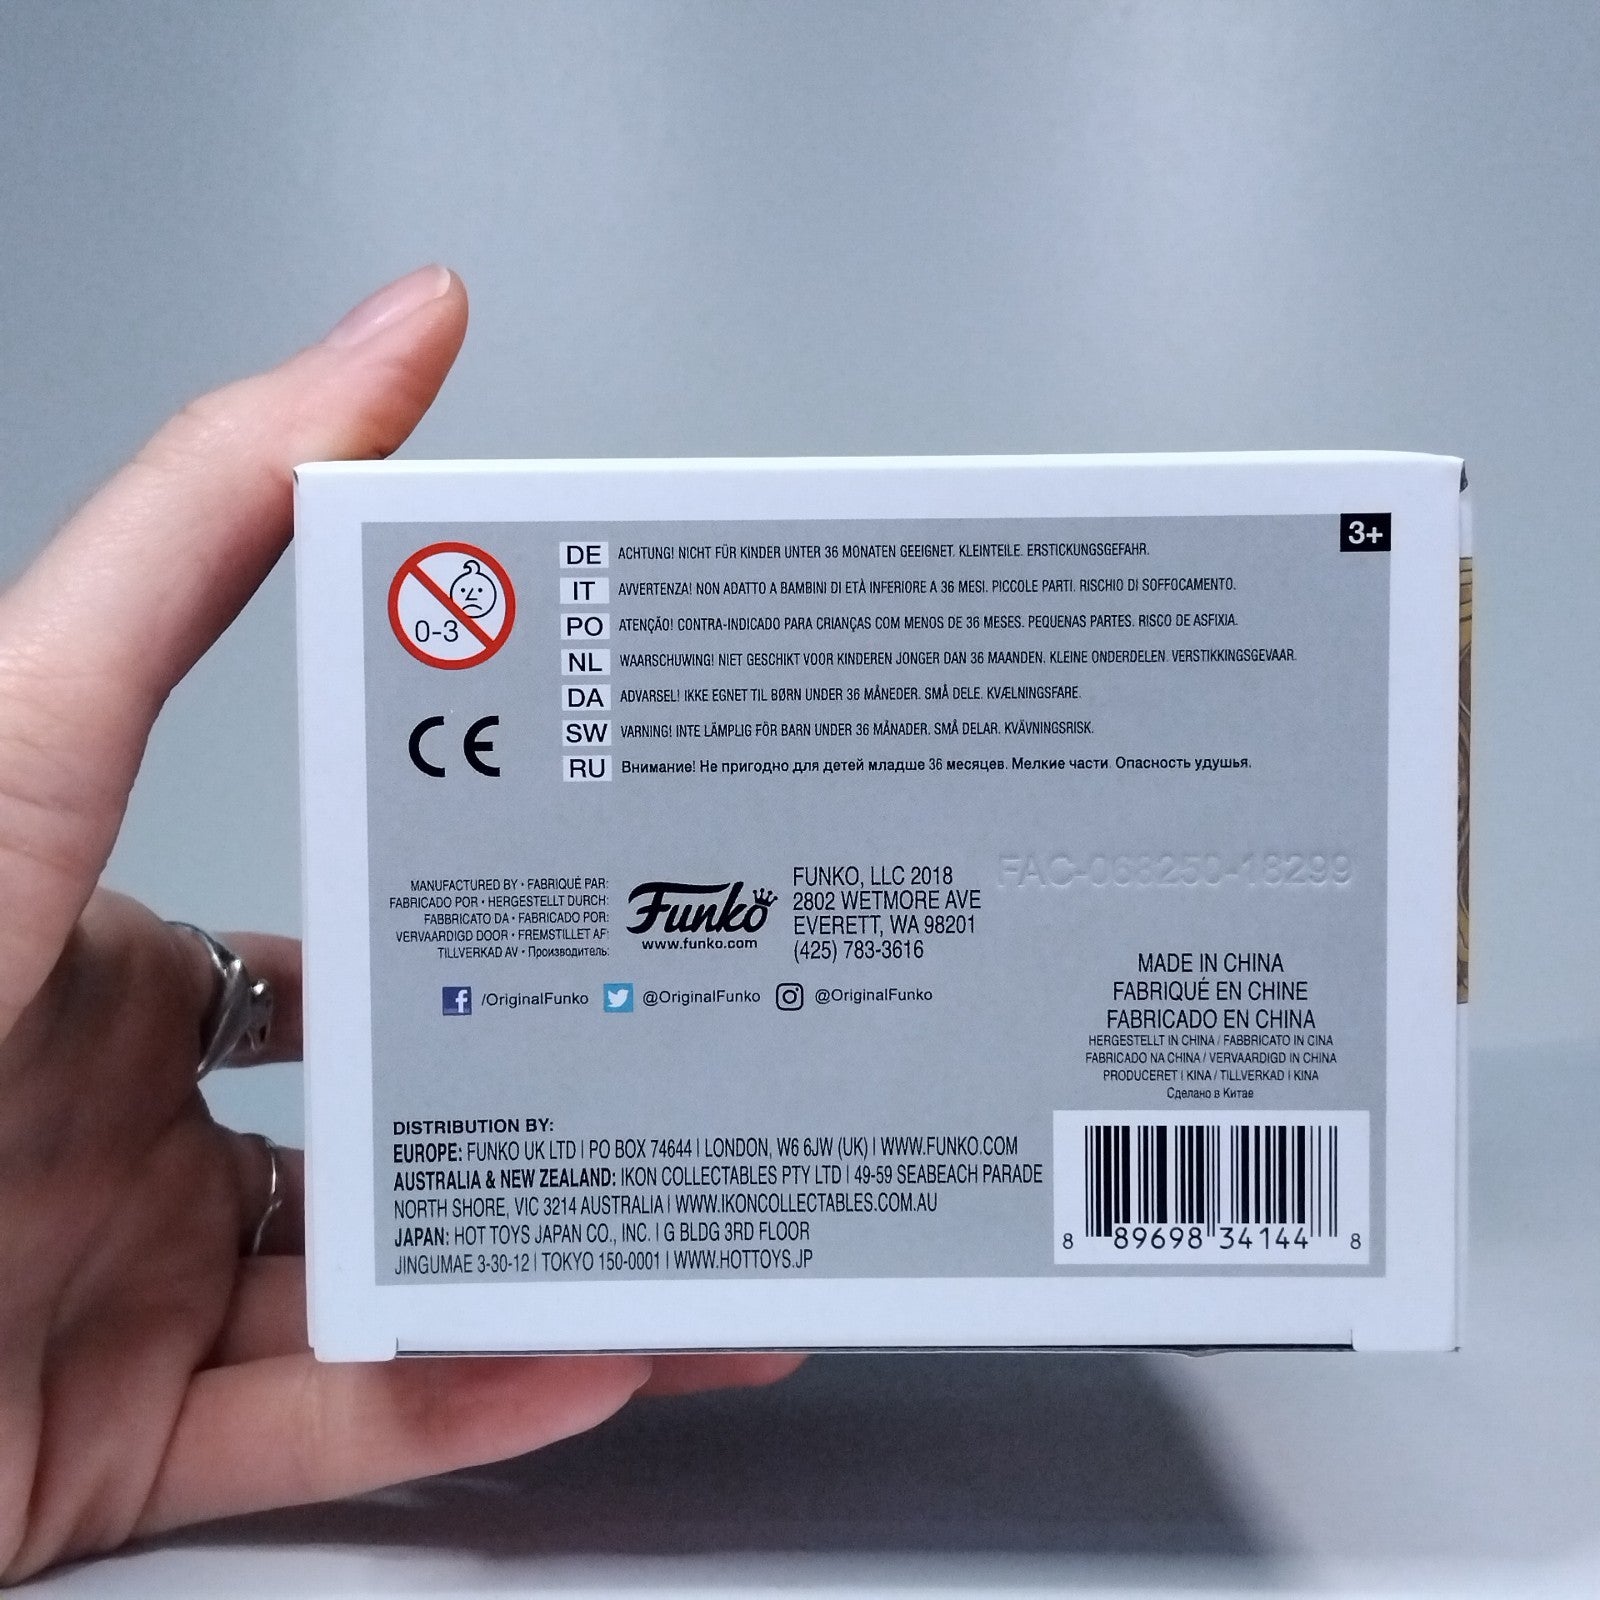 3+
0-3
DE ACHTUNG! NICHT FÜR KINDER UNTER 36 MONATEN GEEIGNET. KLEINTEILE. ERSTICKUNGSGEFAHR.
IT AVVERTENZA! NON ADATTO A BAMBINI DI ETÀ INFERIORE A 36 MESI. PICCOLE PARTI. RISCHIO DI SOFFOCAMENTO.
PO ATENÇÃO! CONTRA-INDICADO PARA CRIANÇAS COM MENOS DE 36 MESES. PEQUENAS PARTES. RISCO DE ASFIXIA.
NL WAARSCHUWING! NIET GESCHIKT VOOR KINDEREN JONGER DAN 36 MAANDEN. KLEINE ONDERDELEN. VERSTIKKINGSGEVAAR.
DA ADVARSEL! IKKE EGNET TIL BØRN UNDER 36 MÅNEDER. SMÅ DELE. KVÆLNINGSFARE.
SW VARNING! INTE LÄMPLIG FÖR BARN UNDER 36 MÅNADER. SMÅ DELAR. KVÄVNINGSRISK.
RU Внимание! Не пригодно для детей младше 36 месяцев. Мелкие части. Опасность удушья.
CE
MANUFACTURED BY • FABRIQUÉ PAR:
FABRICADO POR • HERGESTELLT DURCH:
FABBRICATO DA • FABRICADO POR:
VERVAARDIGD DOOR • FREMSTILLET AF:
TILLVERKAD AV • Производитель:
Funko
www.funko.com
FUNKO, LLC 2018
2802 WETMORE AVE
EVERETT, WA 98201
(425) 783-3616
FAC-068250-18299
/OriginalFunko @OriginalFunko @OriginalFunko
MADE IN CHINA
FABRIQUÉ EN CHINE
FABRICADO EN CHINA
HERGESTELLT IN CHINA / FABBRICATO IN CINA
FABRICADO NA CHINA / VERVAARDIGD IN CHINA
PRODUCERET I KINA / TILLVERKAD I KINA
Сделано в Китае
DISTRIBUTION BY:
EUROPE: FUNKO UK LTD | PO BOX 74644 | LONDON, W6 6JW (UK) | WWW.FUNKO.COM
AUSTRALIA & NEW ZEALAND: IKON COLLECTABLES PTY LTD | 49-59 SEABEACH PARADE
NORTH SHORE, VIC 3214 AUSTRALIA | WWW.IKONCOLLECTABLES.COM.AU
JAPAN: HOT TOYS JAPAN CO., INC. | G BLDG 3RD FLOOR
JINGUMAE 3-30-12 | TOKYO 150-0001 | WWW.HOTTOYS.JP
8 89698 34144 8